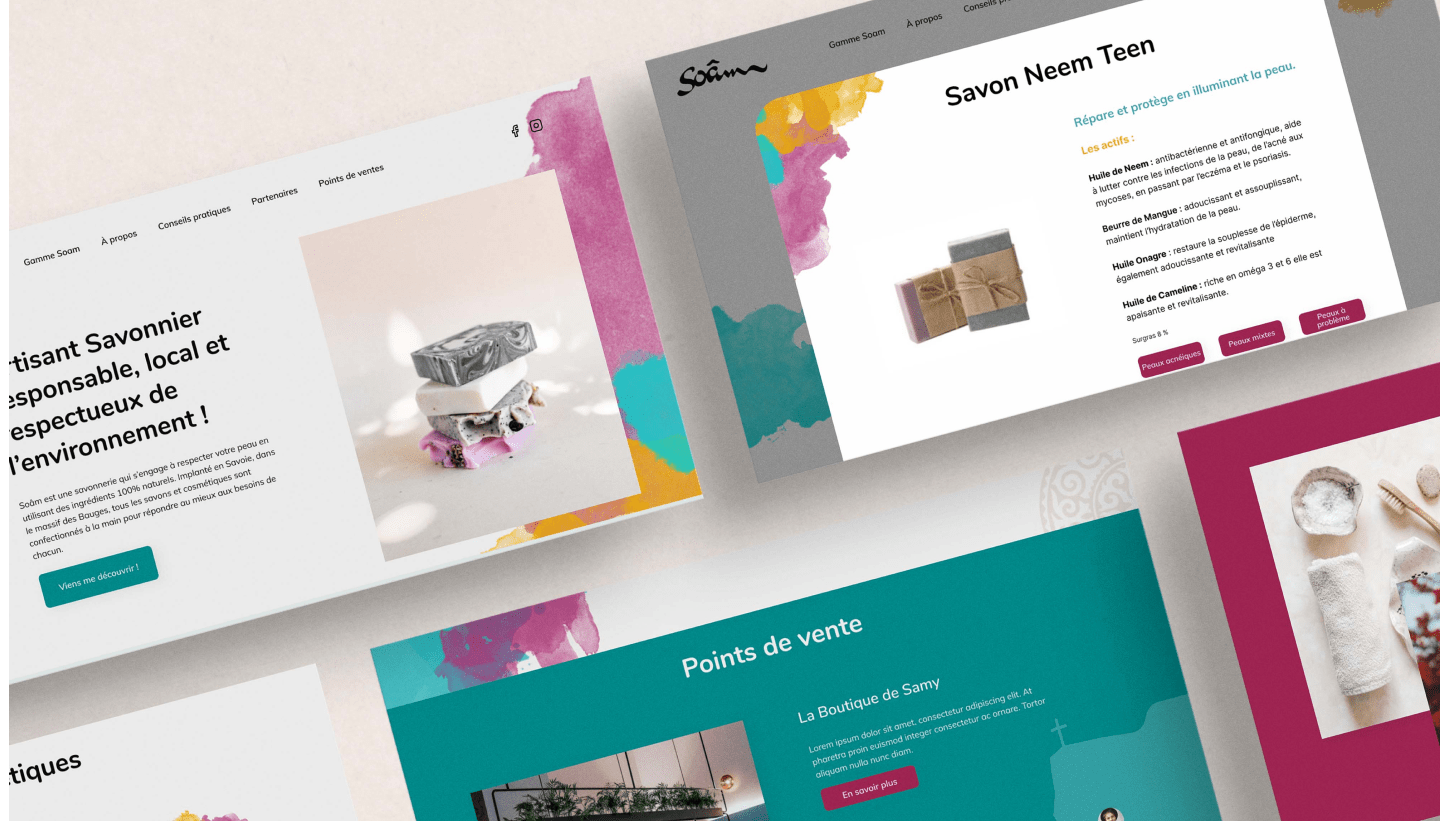 Gamme Soam
À propos
Conseils pratiques
Partenaires
Points de ventes
rtisant Savonnier
esponsable, local et
respectueux de
l'environnement !
Soâm est une savonnerie qui s'engage à respecter votre peau en
utilisant des ingrédients 100% naturels. Implanté en Savoie, dans
le massif des Bauges, tous les savons et cosmétiques sont
confectionnés à la main pour répondre au mieux aux besoins de
chacun.
Viens me découvrir !
Soâm
Gamme Soam
À propos
Conseils
Savon Neem Teen
Répare et protège en illuminant la peau.
Les actifs :
Huile de Neem : antibactérienne et antifongique, aide
à lutter contre les infections de la peau, de l'acné aux
mycoses, en passant par l'eczéma et le psoriasis.
Beurre de Mangue : adoucissant et assouplissant,
maintient l'hydratation de la peau.
Huile Onagre : restaure la souplesse de l'épiderme,
également adoucissante et revitalisante
Huile de Cameline : riche en oméga 3 et 6 elle est
apaisante et revitalisante.
Surgras 8 %
Peaux acnéiques
Peaux mixtes
Peaux à
problème
tiques
Points de vente
La Boutique de Samy
Lorem ipsum dolor sit amet, consectetur adipiscing elit. At
pharetra proin euismod integer consectetur ac ornare. Tortor
aliquam nulla nunc diam.
En savoir plus